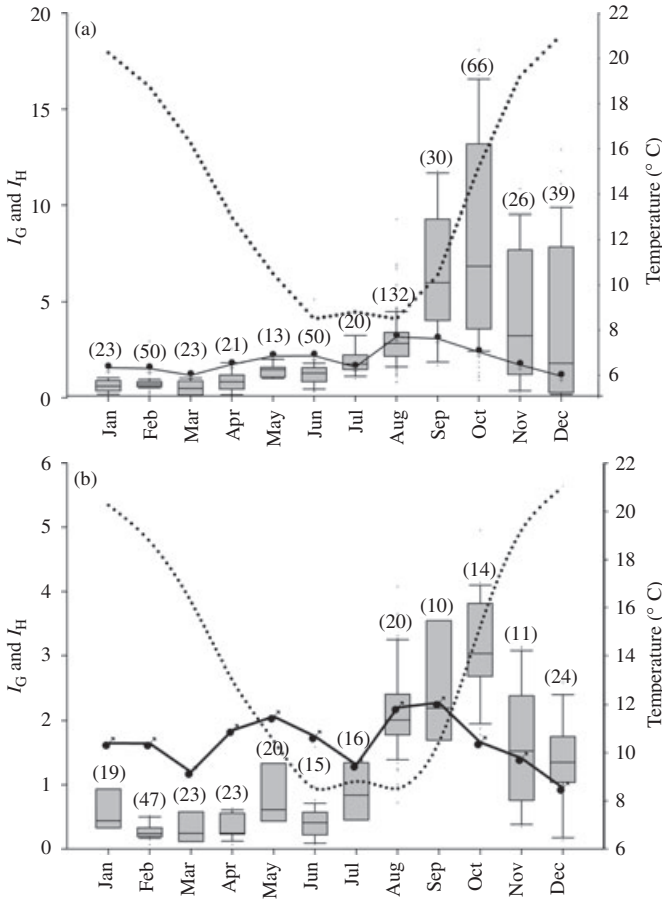 (a)
20
15
10
5
0
I_G and I_H
22
20
18
16
14
12
10
8
6
Temperature (° C)
(23)
(50)
(23)
(21)
(13)
(50)
(20)
(132)
(30)
(66)
(26)
(39)
Jan
Feb
Mar
Apr
May
Jun
Jul
Aug
Sep
Oct
Nov
Dec
(b)
6
5
4
3
2
1
0
I_G and I_H
22
20
18
16
14
12
10
8
6
Temperature (° C)
(19)
(47)
(23)
(23)
(20)
(15)
(16)
(20)
(10)
(14)
(11)
(24)
Jan
Feb
Mar
Apr
May
Jun
Jul
Aug
Sep
Oct
Nov
Dec